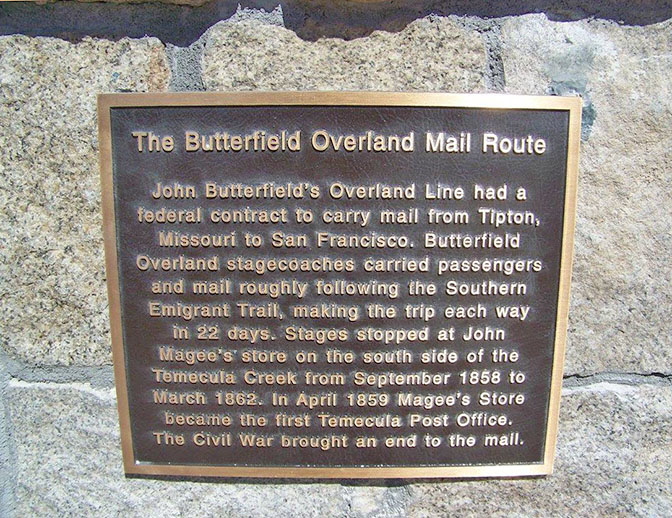 The Butterfield Overland Mail Route
John Butterfield's Overland Line had a
federal contract to carry mail from Tipton,
Missouri to San Francisco. Butterfield
Overland stagecoaches carried passengers
and mail roughly following the Southern
Emigrant Trail, making the trip each way
in 22 days. Stages stopped at John
Magee's store on the south side of the
Temecula Creek from September 1858 to
March 1862. In April 1859 Magee's Store
became the first Temecula Post Office.
The Civil War brought an end to the mail.